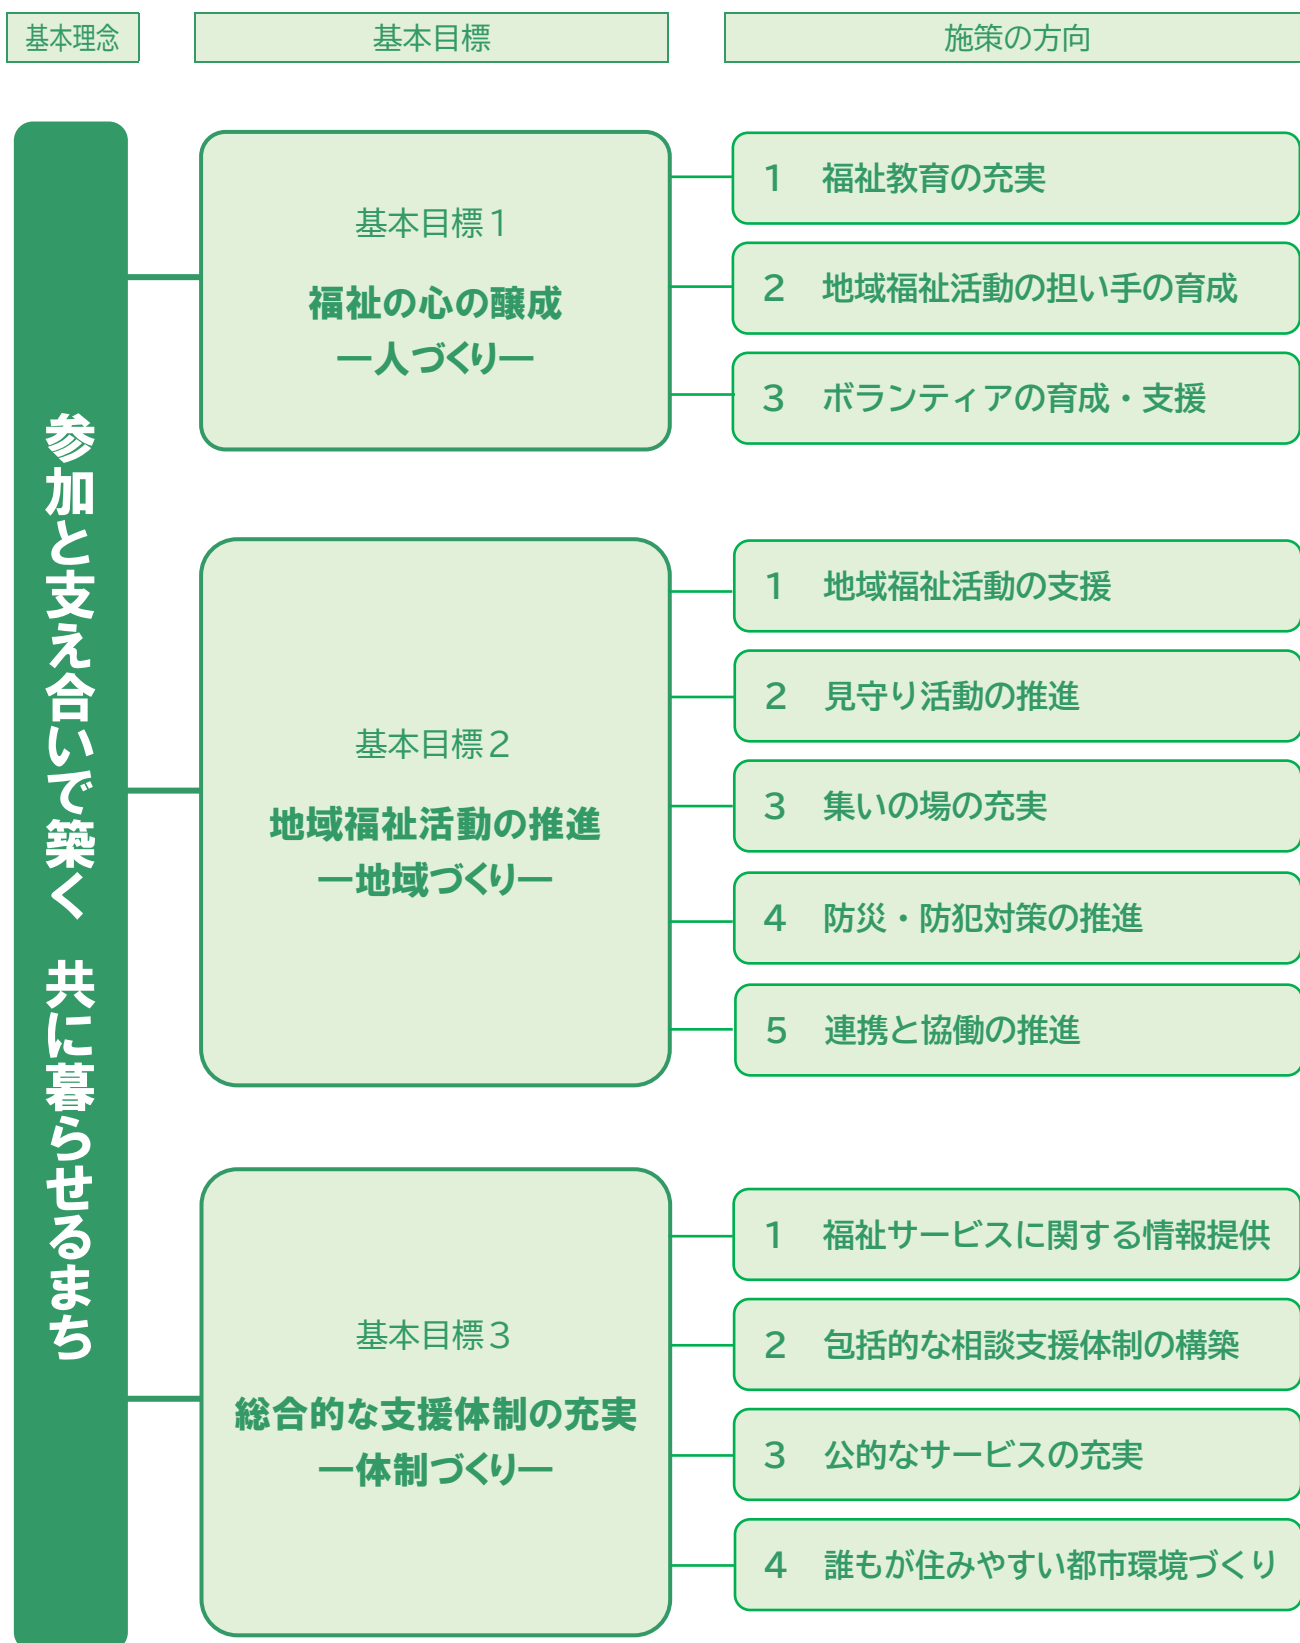 基本理念
基本目標
施策の方向
参加と支え合いで築く　共に暮らせるまち
基本目標１
福祉の心の醸成
―人づくり―
1　福祉教育の充実
2　地域福祉活動の担い手の育成
3　ボランティアの育成・支援
基本目標２
地域福祉活動の推進
―地域づくり―
1　地域福祉活動の支援
2　見守り活動の推進
3　集いの場の充実
4　防災・防犯対策の推進
5　連携と協働の推進
基本目標３
総合的な支援体制の充実
―体制づくり―
1　福祉サービスに関する情報提供
2　包括的な相談支援体制の構築
3　公的なサービスの充実
4　誰もが住みやすい都市環境づくり